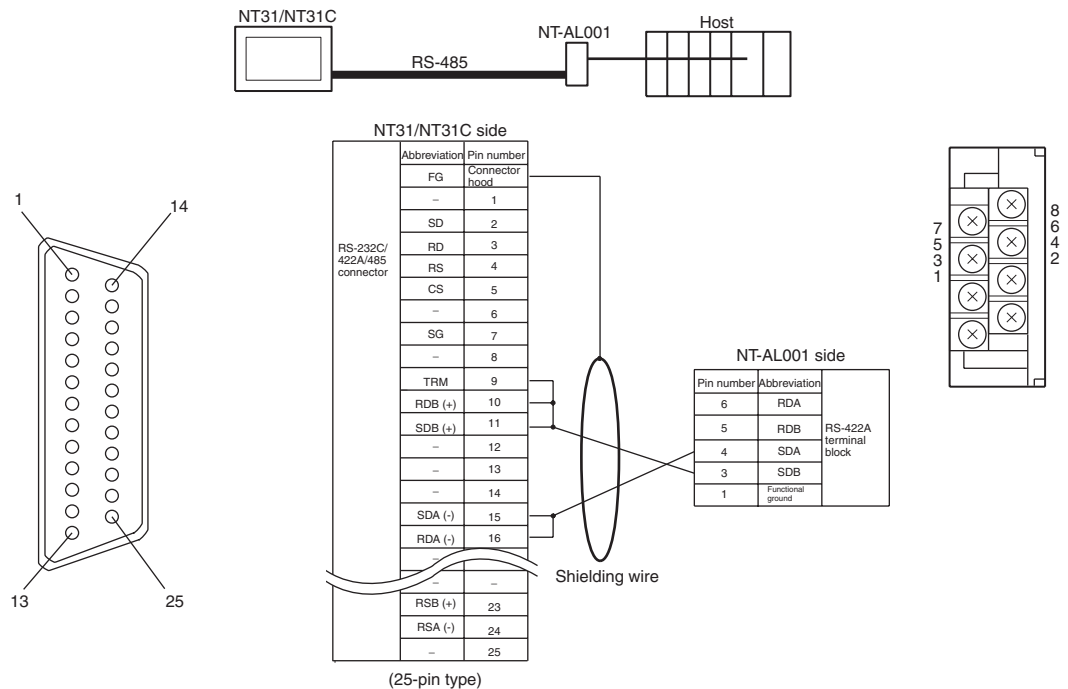 NT31/NT31C
NT-AL001
Host
RS-485
NT31/NT31C side
Abbreviation Pin number
FG Connector hood
– 1
SD 2
RD 3
RS 4
CS 5
– 6
SG 7
– 8
TRM 9
RDB (+) 10
SDB (+) 11
– 12
– 13
– 14
SDA (-) 15
RDA (-) 16
–
– –
RSB (+) 23
RSA (-) 24
– 25
RS-232C/
422A/485
connector
(25-pin type)
1
14
13
25
Shielding wire
NT-AL001 side
Pin number Abbreviation
6 RDA
5 RDB
4 SDA
3 SDB
1 Functional ground
RS-422A
terminal
block
7
5
3
1
8
6
4
2